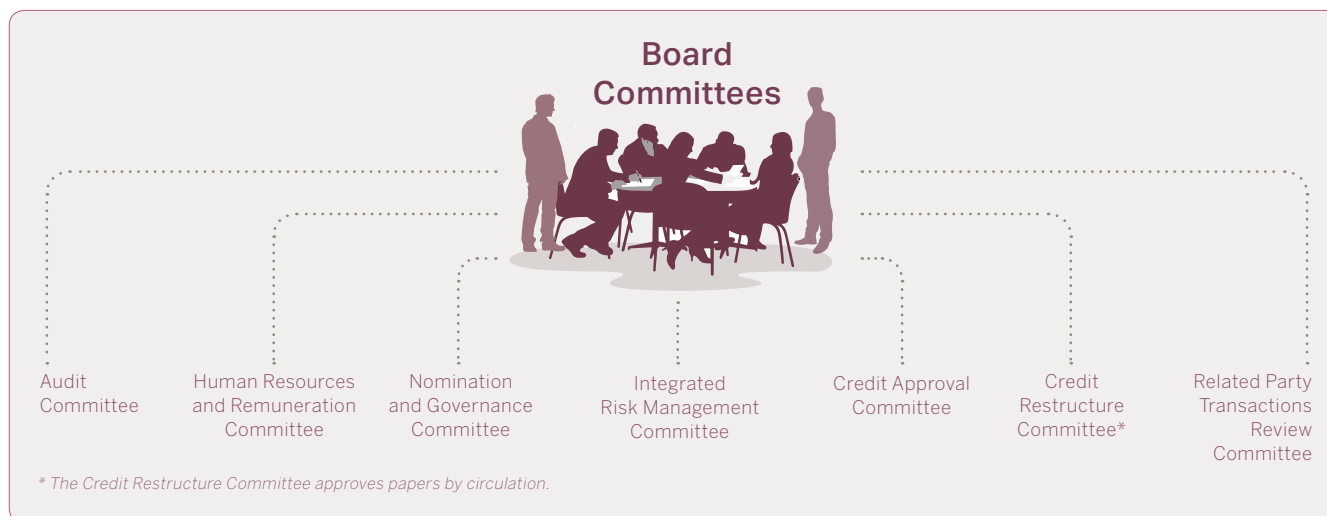 Board
Committees
Audit
Committee
Human Resources
and Remuneration
Committee
Nomination
and Governance
Committee
Integrated
Risk Management
Committee
Credit Approval
Committee
Credit
Restructure
Committee*
Related Party
Transactions
Review
Committee
* The Credit Restructure Committee approves papers by circulation.